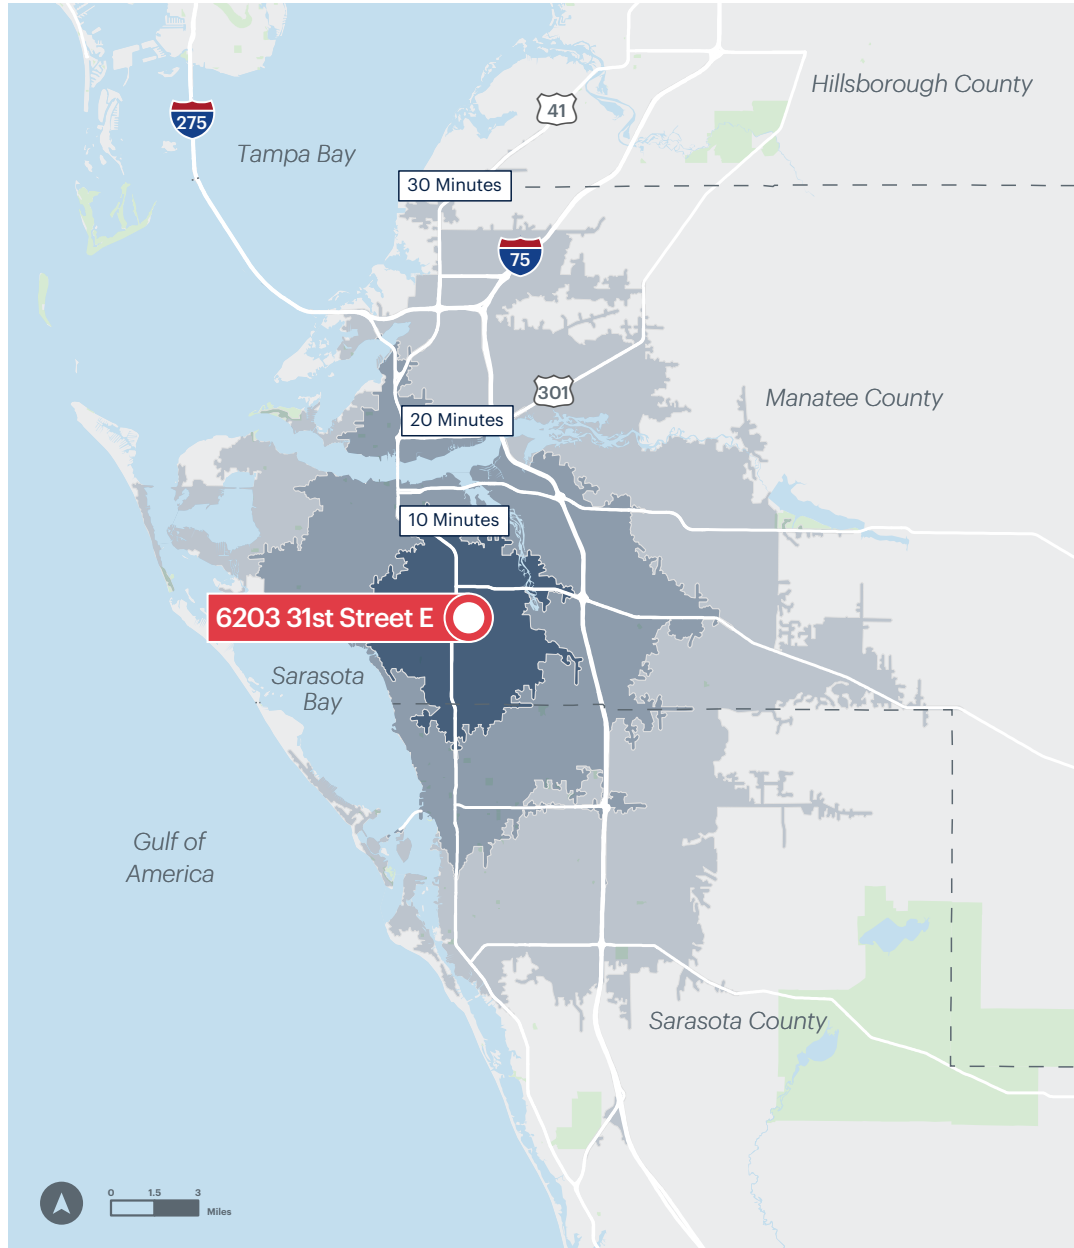 Hillsborough County
41
275
Tampa Bay
30 Minutes
75
301
Manatee County
20 Minutes
10 Minutes
6203 31st Street E
Sarasota
Bay
Gulf of
America
Sarasota County
0 1.5 3
Miles